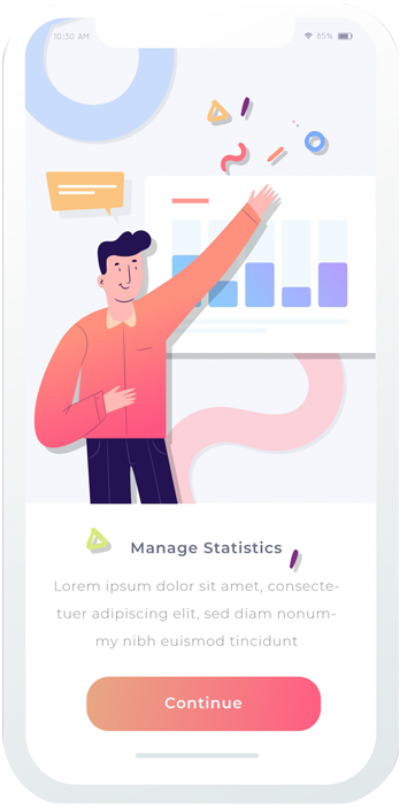 10:30 AM 85%
Manage Statistics
Lorem ipsum dolor sit amet, consecte-
tuer adipiscing elit, sed diam nonum-
my nibh euismod tincidunt
Continue